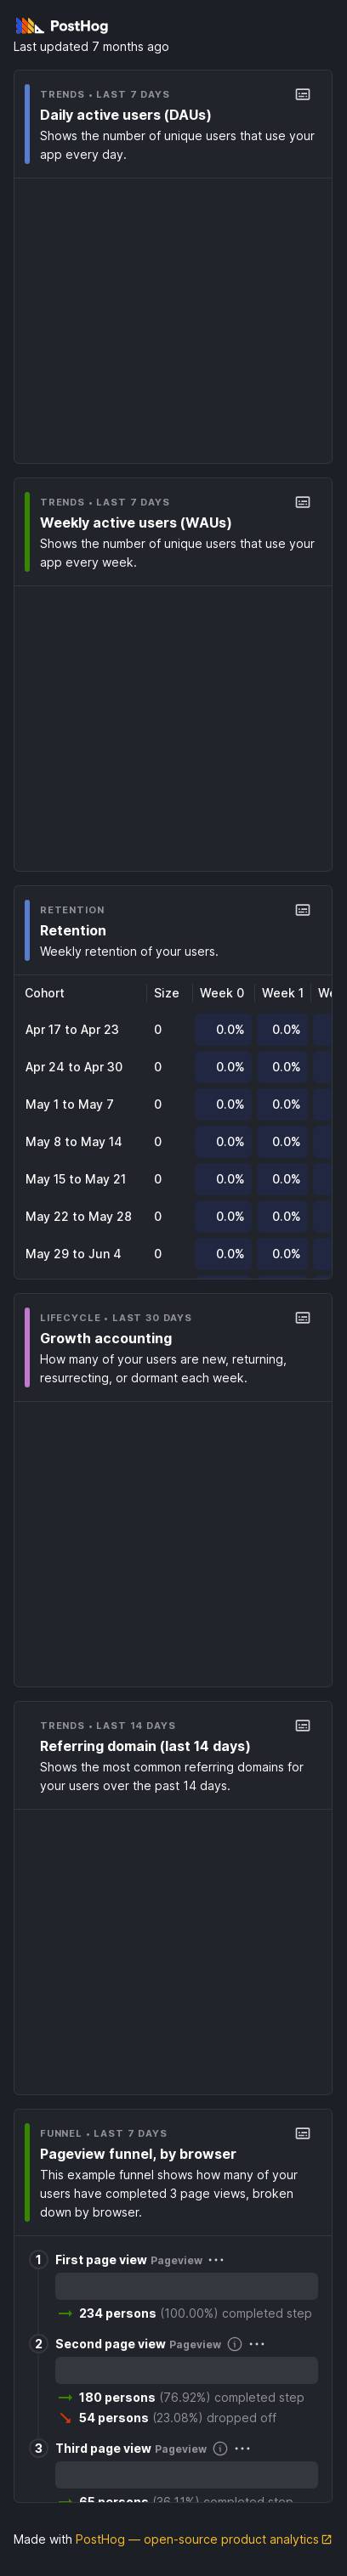 PostHog
Last updated 7 months ago
TRENDS • LAST 7 DAYS
Daily active users (DAUs)
Shows the number of unique users that use your
app every day.
TRENDS • LAST 7 DAYS
Weekly active users (WAUs)
Shows the number of unique users that use your
app every week.
RETENTION
Retention
Weekly retention of your users.
Cohort Size Week 0 Week 1 We
Apr 17 to Apr 23 0 0.0% 0.0%
Apr 24 to Apr 30 0 0.0% 0.0%
May 1 to May 7 0 0.0% 0.0%
May 8 to May 14 0 0.0% 0.0%
May 15 to May 21 0 0.0% 0.0%
May 22 to May 28 0 0.0% 0.0%
May 29 to Jun 4 0 0.0% 0.0%
LIFECYCLE • LAST 30 DAYS
Growth accounting
How many of your users are new, returning,
resurrecting, or dormant each week.
TRENDS • LAST 14 DAYS
Referring domain (last 14 days)
Shows the most common referring domains for
your users over the past 14 days.
FUNNEL • LAST 7 DAYS
Pageview funnel, by browser
This example funnel shows how many of your
users have completed 3 page views, broken
down by browser.
1 First page view Pageview
234 persons (100.00%) completed step
2 Second page view Pageview
180 persons (76.92%) completed step
54 persons (23.08%) dropped off
3 Third page view Pageview
65 persons (36.11%) completed step
Made with PostHog — open-source product analytics